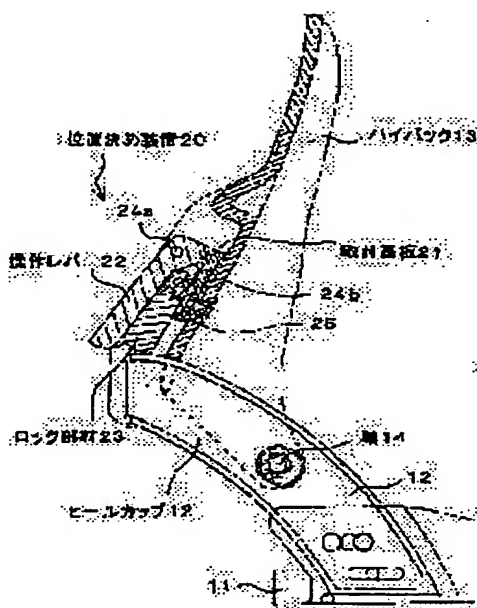 位置決め装置20
ハイバック13
24a
操作レバー22
取付基板21
24b
25
ロック部材23
軸14
12
ヒールカップ12
11